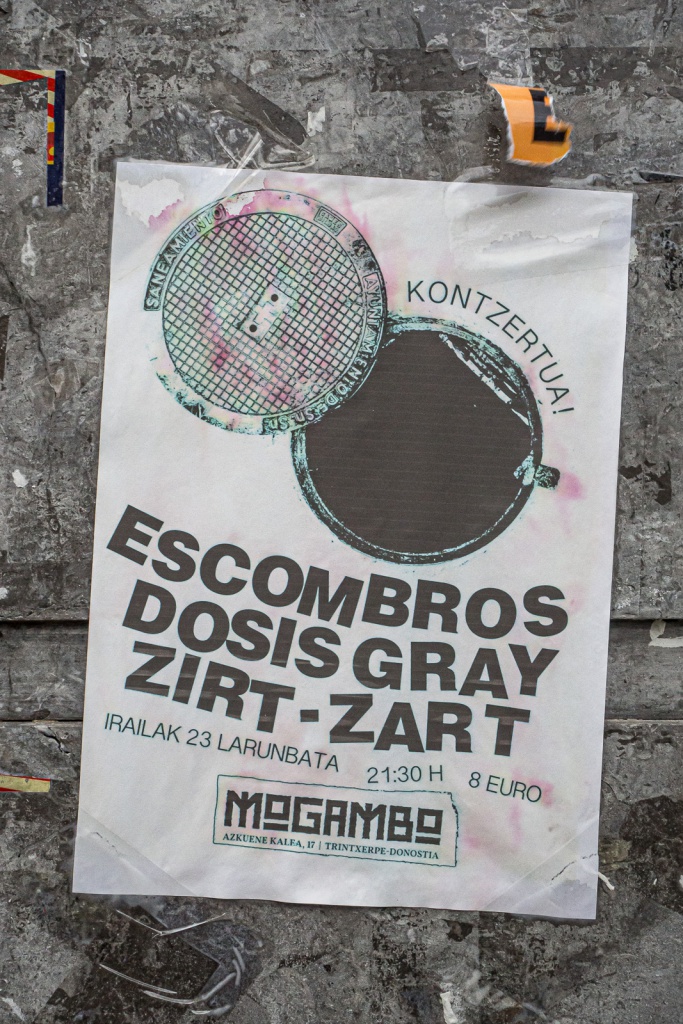 SANEAMIENTO
KONTZERTUA!
ESCOMBROS
DOSIS GRAY
ZIRT-ZART
IRAILAK 23 LARUNBATA 21:30 H 8 EURO
MOGAMBO
AZKUENE KALEA, 17 | TRINTXERPE-DONOSTIA